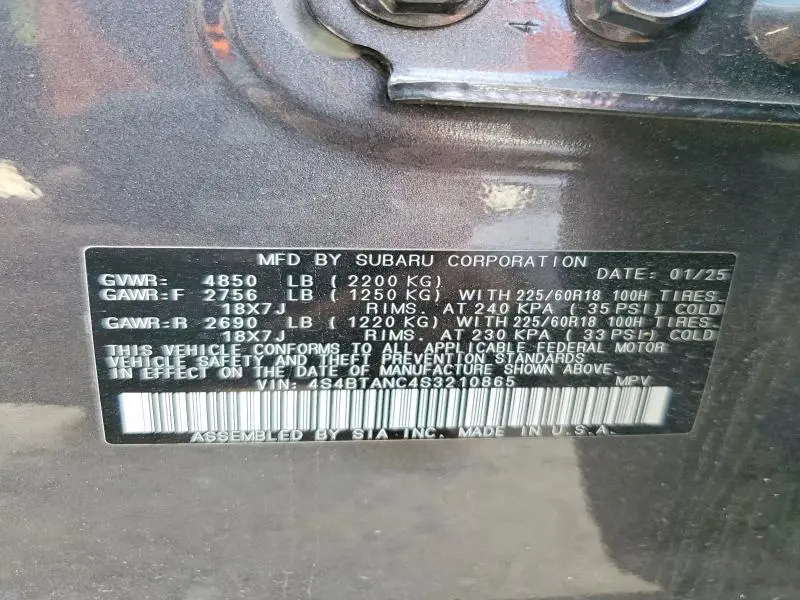 MFD BY SUBARU CORPORATION
DATE: 01/25
GVWR: 4850 LB ( 2200 KG)
GAWR:F 2756 LB ( 1250 KG) WITH 225/60R18 100H TIRES
18X7J RIMS. AT 240 KPA ( 35 PSI) COLD
GAWR:R 2690 LB ( 1220 KG) WITH 225/60R18 100H TIRES
18X7J RIMS. AT 230 KPA ( 33 PSI) COLD
THIS VEHICLE CONFORMS TO ALL APPLICABLE FEDERAL MOTOR
VEHICLE SAFETY AND THEFT PREVENTION STANDARDS
IN EFFECT ON THE DATE OF MANUFACTURE SHOWN ABOVE.
VIN: 4S4BTANC4S3210865 MPV
ASSEMBLED BY SIA INC. MADE IN U.S.A.